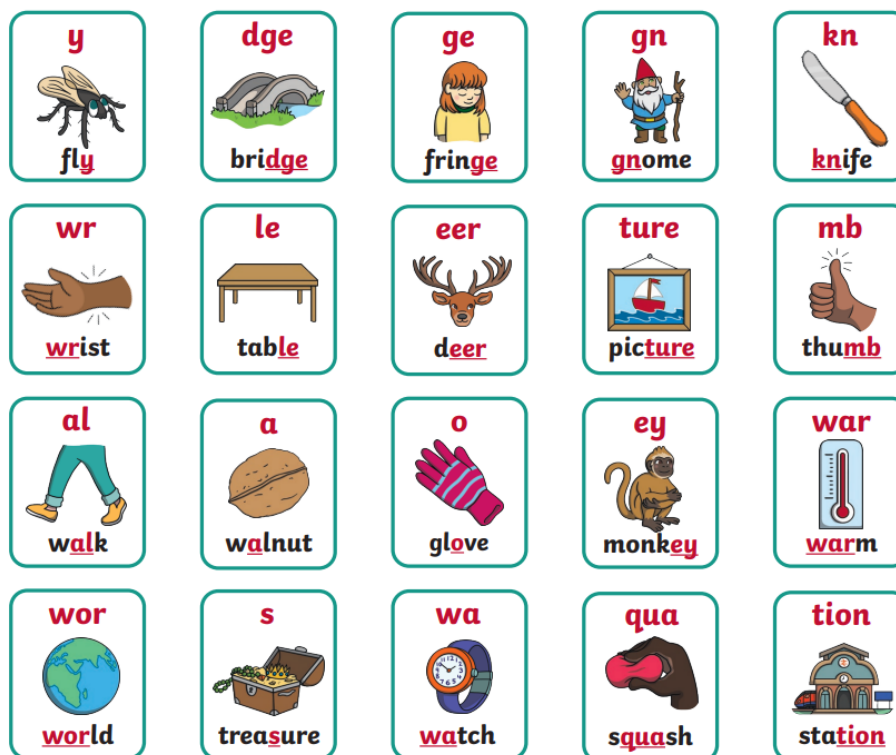 y
fly
dge
bridge
ge
fringe
gn
gnome
kn
knife
wr
wrist
le
table
eer
deer
ture
picture
mb
thumb
al
walk
a
walnut
o
glove
ey
monkey
war
warm
wor
world
s
treasure
wa
watch
qua
squash
tion
station